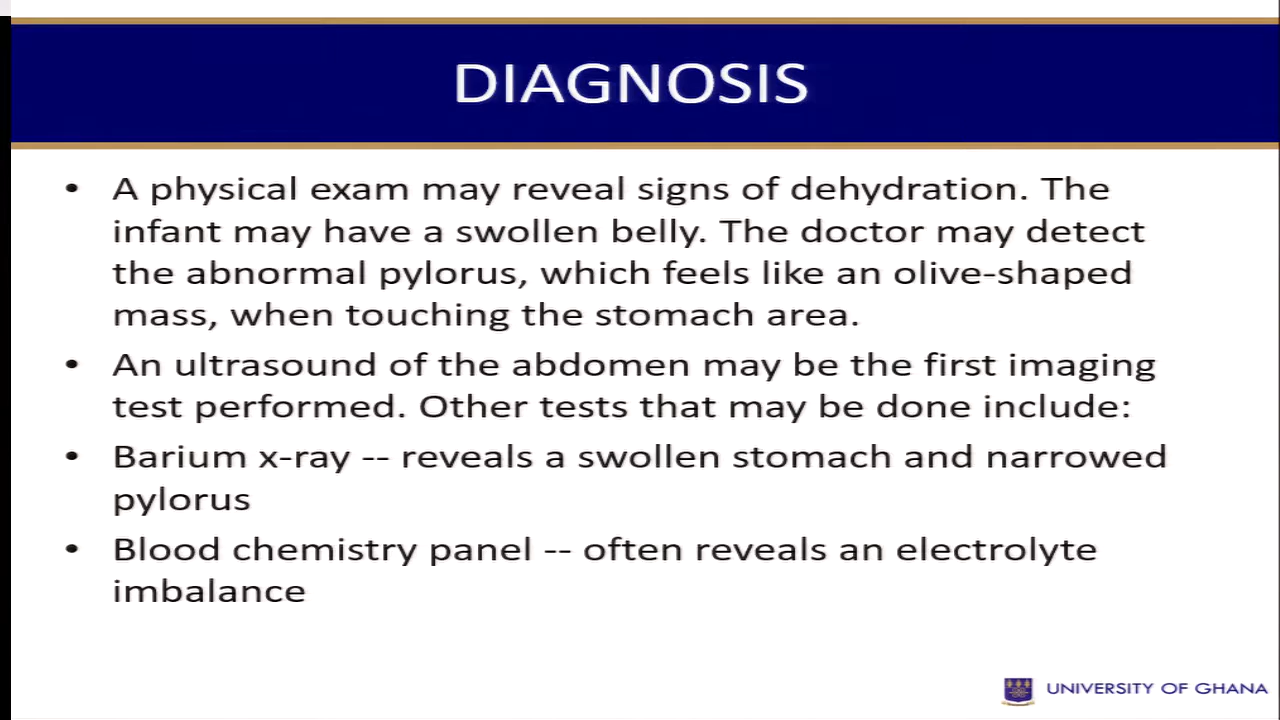 DIAGNOSIS
• A physical exam may reveal signs of dehydration. The
infant may have a swollen belly. The doctor may detect
the abnormal pylorus, which feels like an olive-shaped
mass, when touching the stomach area.
• An ultrasound of the abdomen may be the first imaging
test performed. Other tests that may be done include:
• Barium x-ray -- reveals a swollen stomach and narrowed
pylorus
• Blood chemistry panel -- often reveals an electrolyte
imbalance
UNIVERSITY OF GHANA